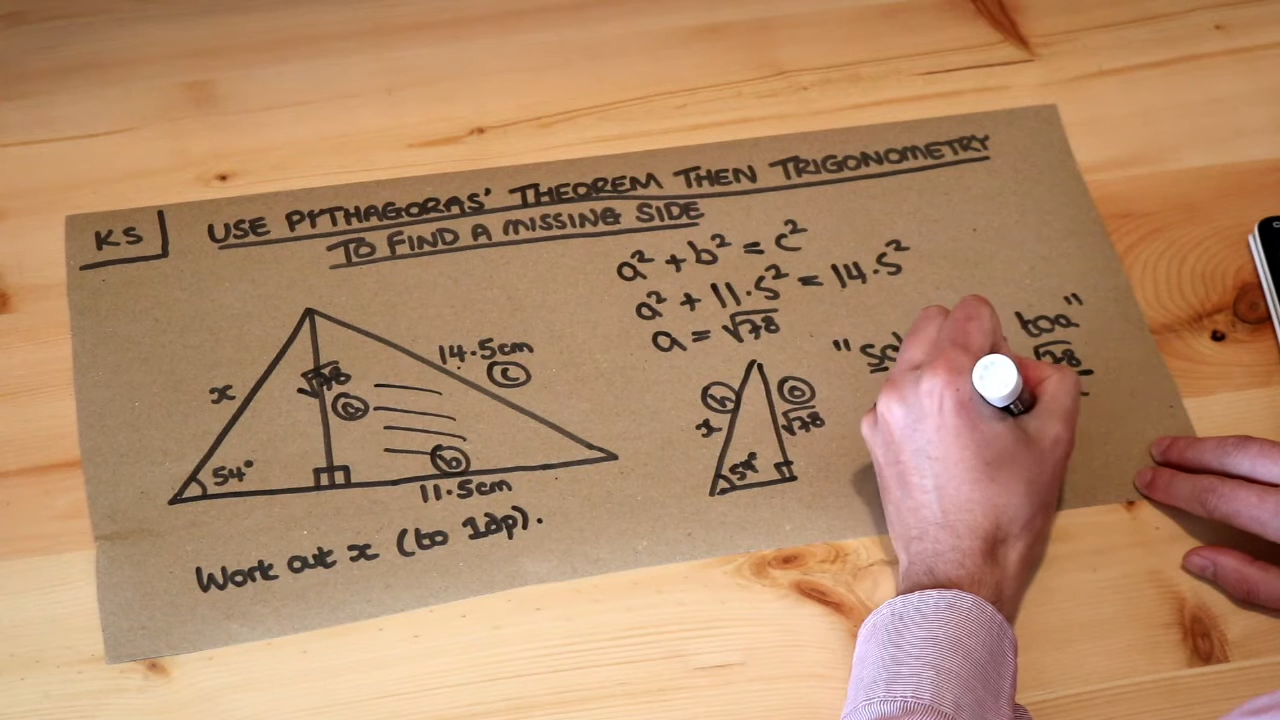 KS
USE PYTHAGORAS' THEOREM THEN TRIGONOMETRY
TO FIND A MISSING SIDE
a² + b² = c²
a² + 11.5² = 14.5²
a = √78
x
√78
a
14.5cm
c
54°
b
11.5cm
Work out x (to 1dp).
h
x
o
√78
54°
"so toa"
√78